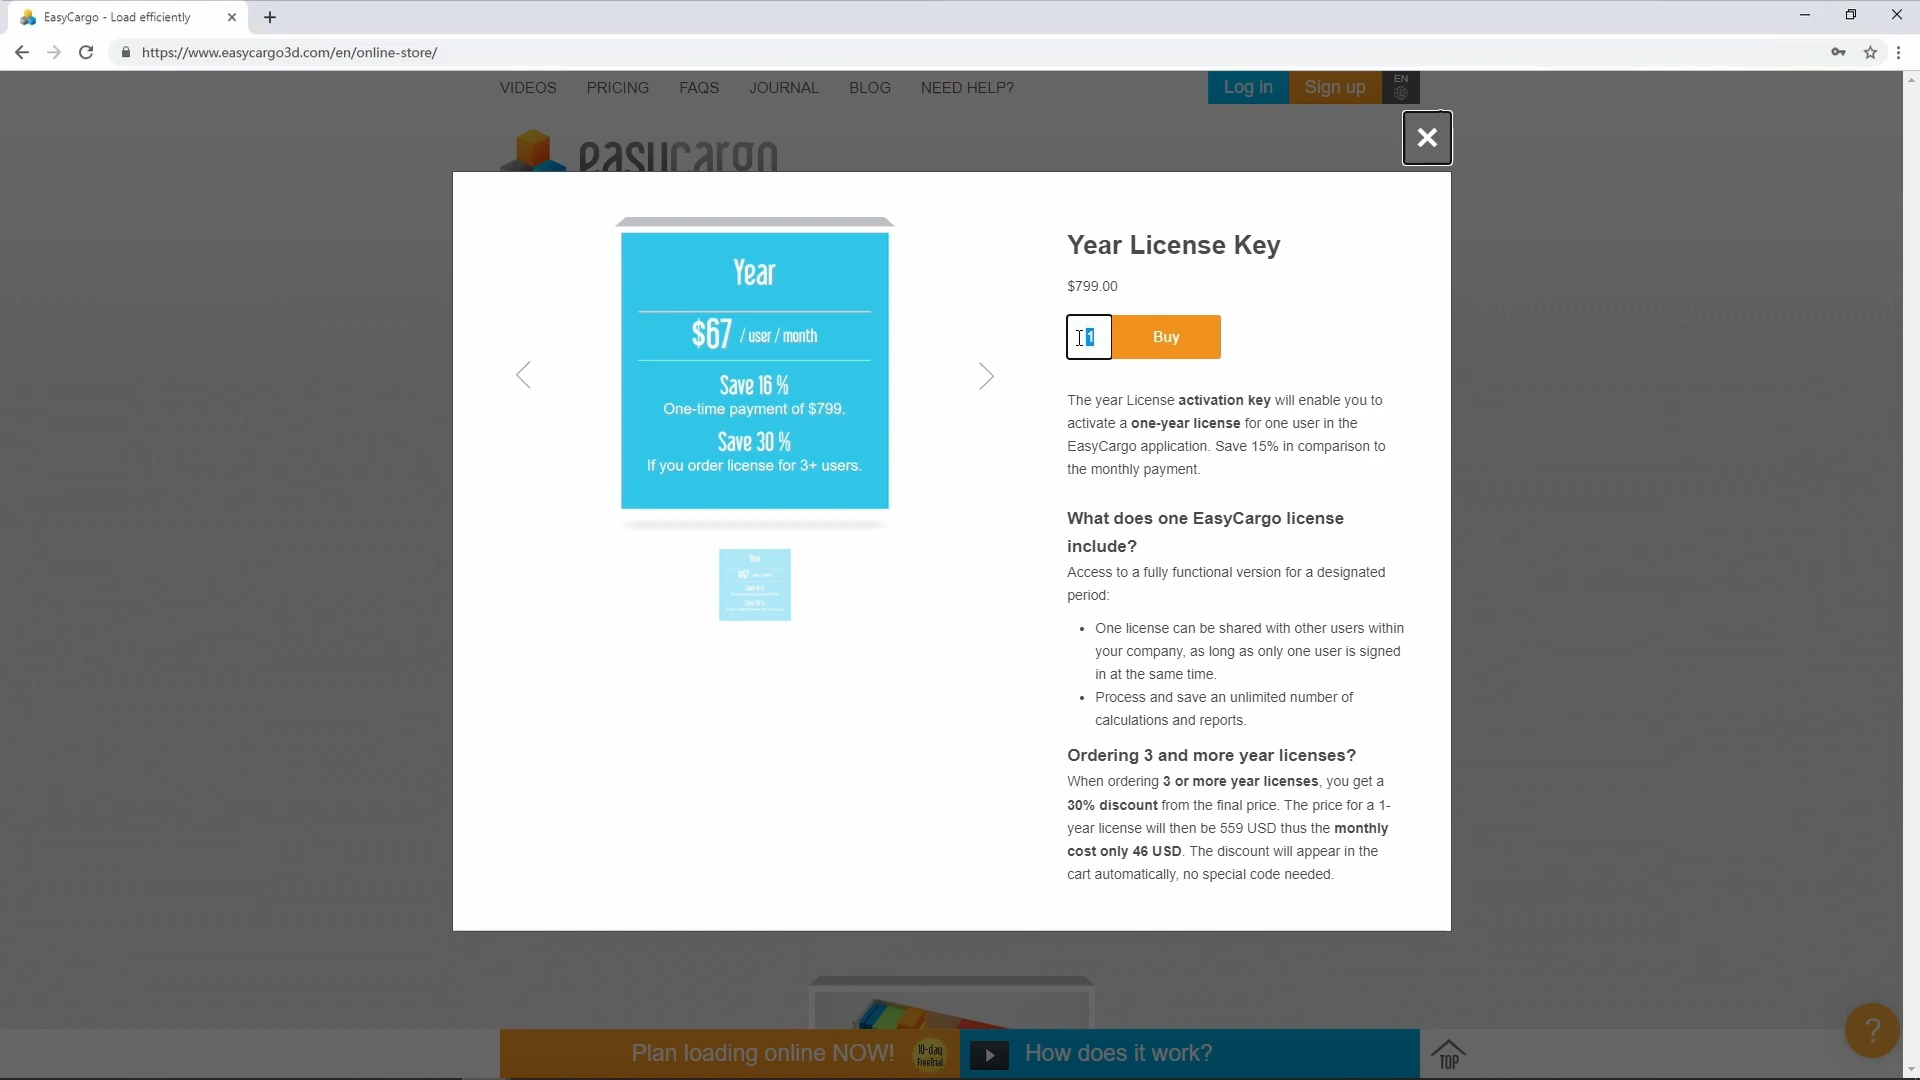 EasyCargo - Load efficiently
https://www.easycargo3d.com/en/online-store/
VIDEOS PRICING FAQS JOURNAL BLOG NEED HELP?
Log in Sign up EN
easycargo
Year
$67 / user / month
Save 16 %
One-time payment of $799.
Save 30 %
If you order license for 3+ users.
Year License Key
$799.00
1 Buy
The year License activation key will enable you to
activate a one-year license for one user in the
EasyCargo application. Save 15% in comparison to
the monthly payment.
What does one EasyCargo license
include?
Access to a fully functional version for a designated
period:
• One license can be shared with other users within
your company, as long as only one user is signed
in at the same time.
• Process and save an unlimited number of
calculations and reports.
Ordering 3 and more year licenses?
When ordering 3 or more year licenses, you get a
30% discount from the final price. The price for a 1-
year license will then be 559 USD thus the monthly
cost only 46 USD. The discount will appear in the
cart automatically, no special code needed.
Plan loading online NOW! 10-day
FreeTrial
How does it work?
TOP
?